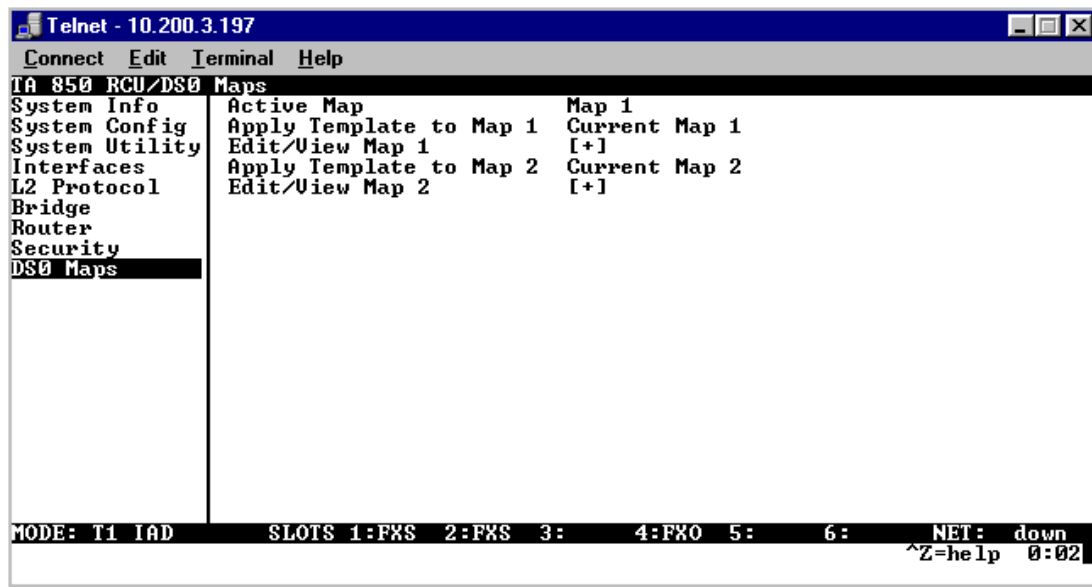 Telnet - 10.200.3.197
Connect Edit Terminal Help
TA 850 RCU/DS0 Maps
System Info Active Map Map 1
System Config Apply Template to Map 1 Current Map 1
System Utility Edit/View Map 1 [+]
Interfaces Apply Template to Map 2 Current Map 2
L2 Protocol Edit/View Map 2 [+]
Bridge
Router
Security
DS0 Maps
MODE: T1 IAD SLOTS 1:FXS 2:FXS 3: 4:FXO 5: 6: NET: down
^Z=help 0:02